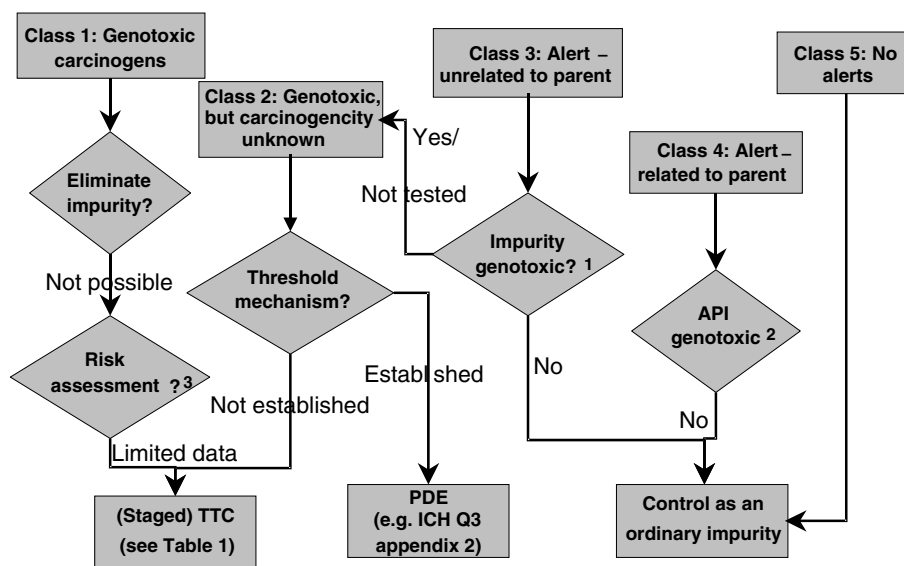 Class 1: Genotoxic
carcinogens
Class 2: Genotoxic,
but carcinogencity
unknown
Class 3: Alert –
unrelated to parent
Class 4: Alert –
related to parent
Class 5: No
alerts
Eliminate
impurity?
Not possible
Risk
assessment ?3
Limited data
Threshold
mechanism?
Not established
Establ shed
Yes/
Not tested
Impurity
genotoxic? 1
No
API
genotoxic 2
No
(Staged) TTC
(see Table 1)
PDE
(e.g. ICH Q3
appendix 2)
Control as an
ordinary impurity